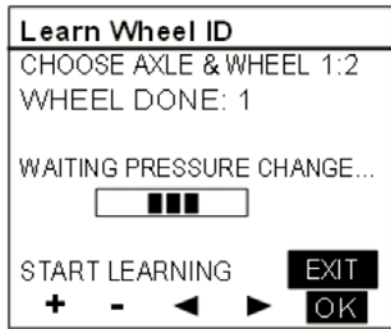 Learn Wheel ID
CHOOSE AXLE & WHEEL 1:2
WHEEL DONE: 1
WAITING PRESSURE CHANGE...
START LEARNING EXIT
+ - ◀ ▶ OK